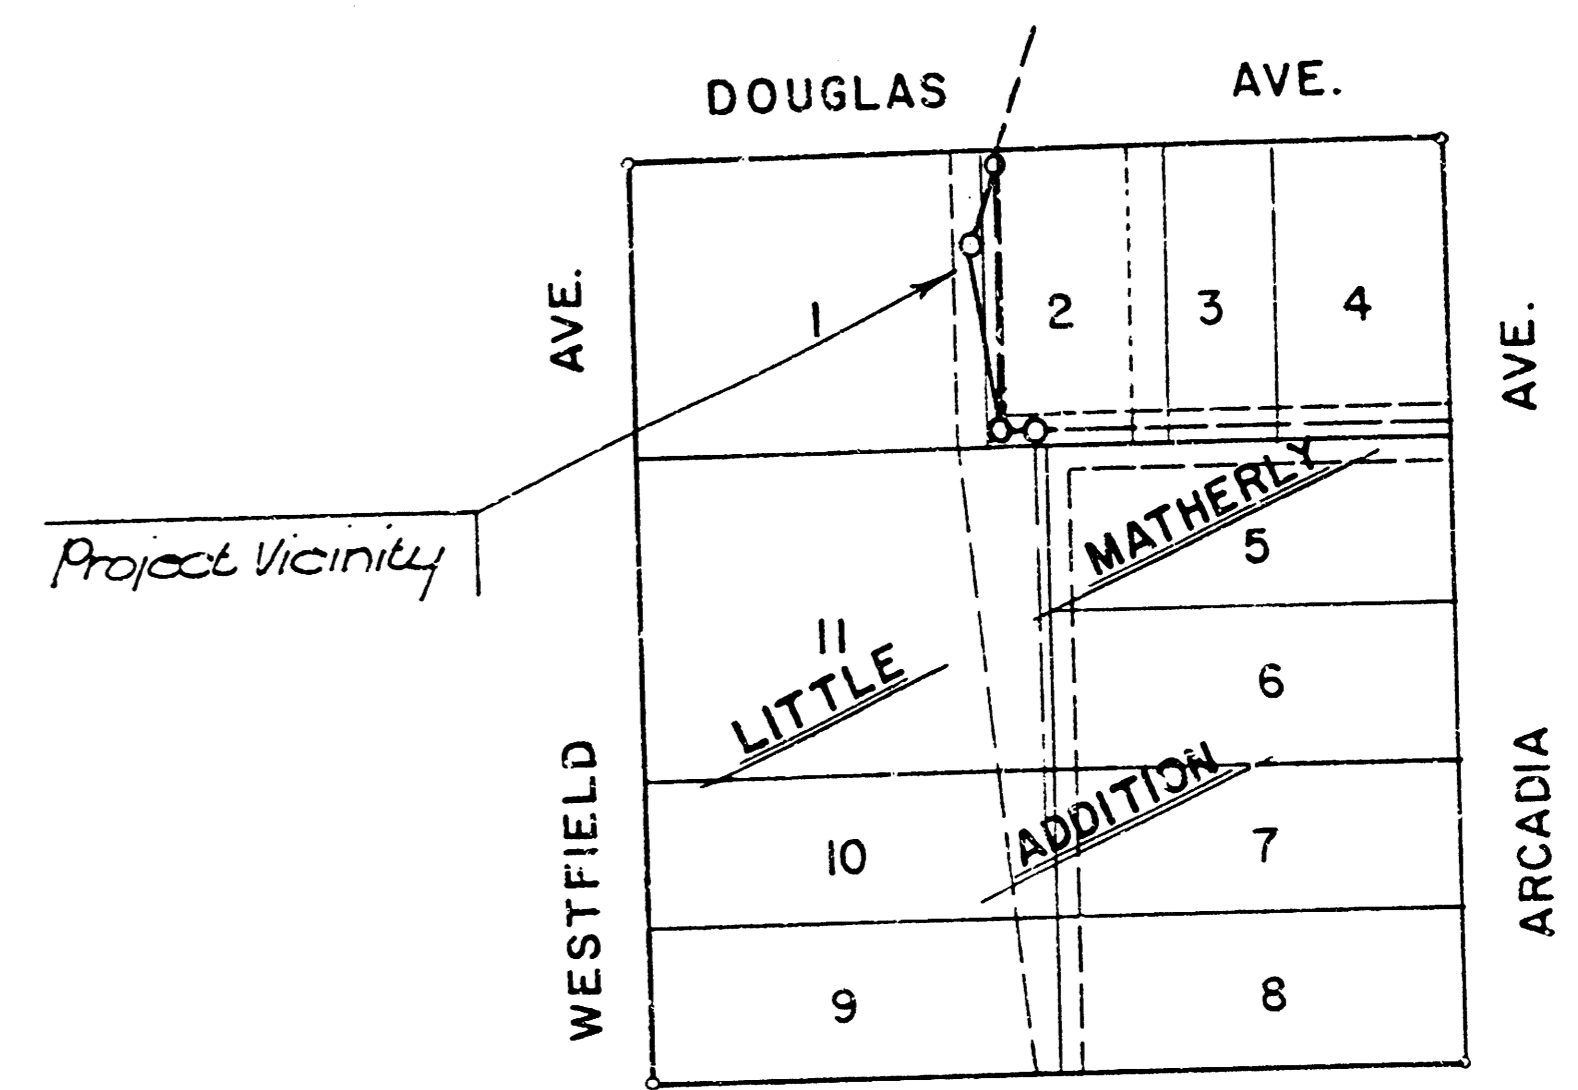 DOUGLAS AVE.
AVE.
1
2
3
4
AVE.
Project Vicinity
MATHERLY
5
11
LITTLE
6
WESTFIELD
ADDITION
10
7
ARCADIA
9
8